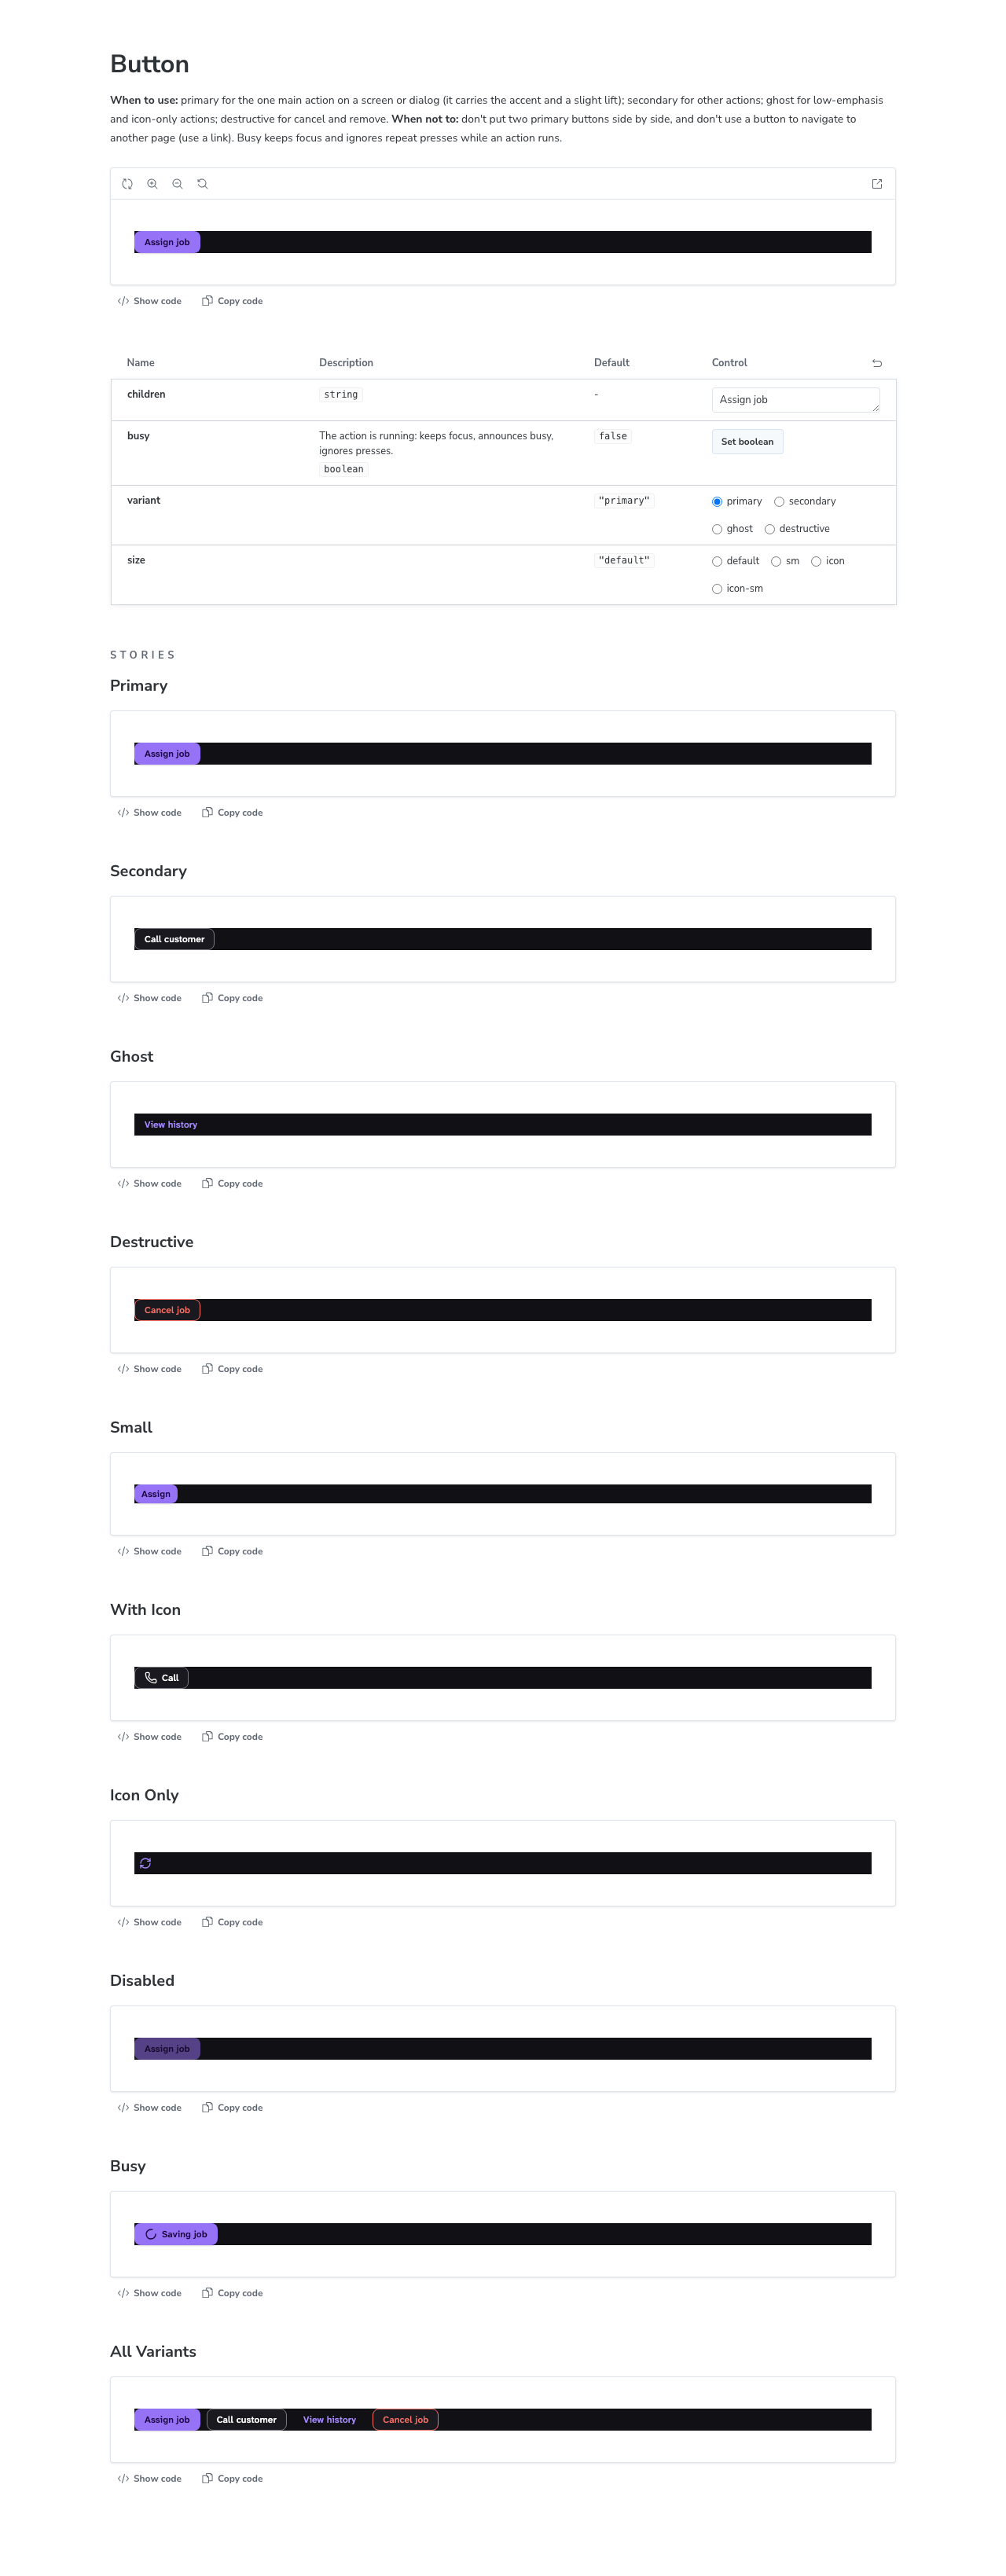 Button
When to use: primary for the one main action on a screen or dialog (it carries the accent and a slight lift); secondary for other actions; ghost for low-emphasis
and icon-only actions; destructive for cancel and remove. When not to: don't put two primary buttons side by side, and don't use a button to navigate to
another page (use a link). Busy keeps focus and ignores repeat presses while an action runs.
Assign job
Show code Copy code
Name Description Default Control
children string - Assign job
busy The action is running: keeps focus, announces busy, false Set boolean
ignores presses.
boolean
variant "primary" primary secondary
ghost destructive
size "default" default sm icon
icon-sm
STORIES
Primary
Assign job
Show code Copy code
Secondary
Call customer
Show code Copy code
Ghost
View history
Show code Copy code
Destructive
Cancel job
Show code Copy code
Small
Assign
Show code Copy code
With Icon
Call
Show code Copy code
Icon Only
Show code Copy code
Disabled
Assign job
Show code Copy code
Busy
Saving job
Show code Copy code
All Variants
Assign job Call customer View history Cancel job
Show code Copy code